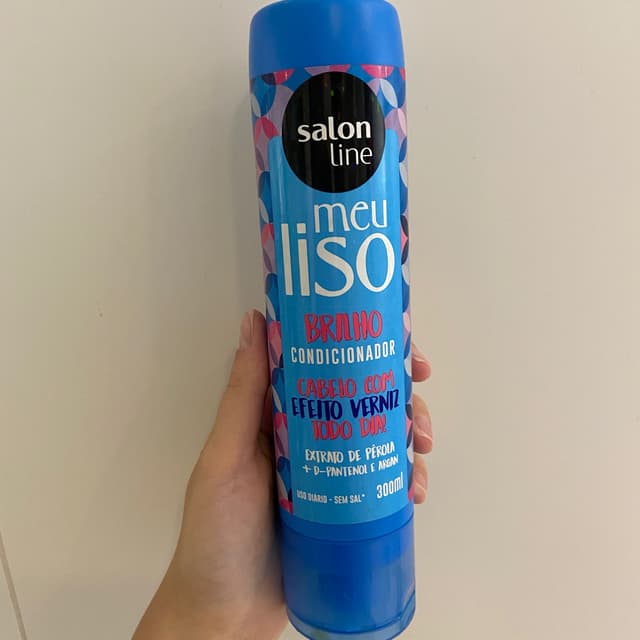 salon
line
meu
liso
BRILHO
CONDICIONADOR
CABELO COM
EFEITO VERNIZ
TODO DIA!
EXTRATO DE PÉROLA
+ D-PANTENOL E ARGAN
USO DIÁRIO - SEM SAL*
300ml